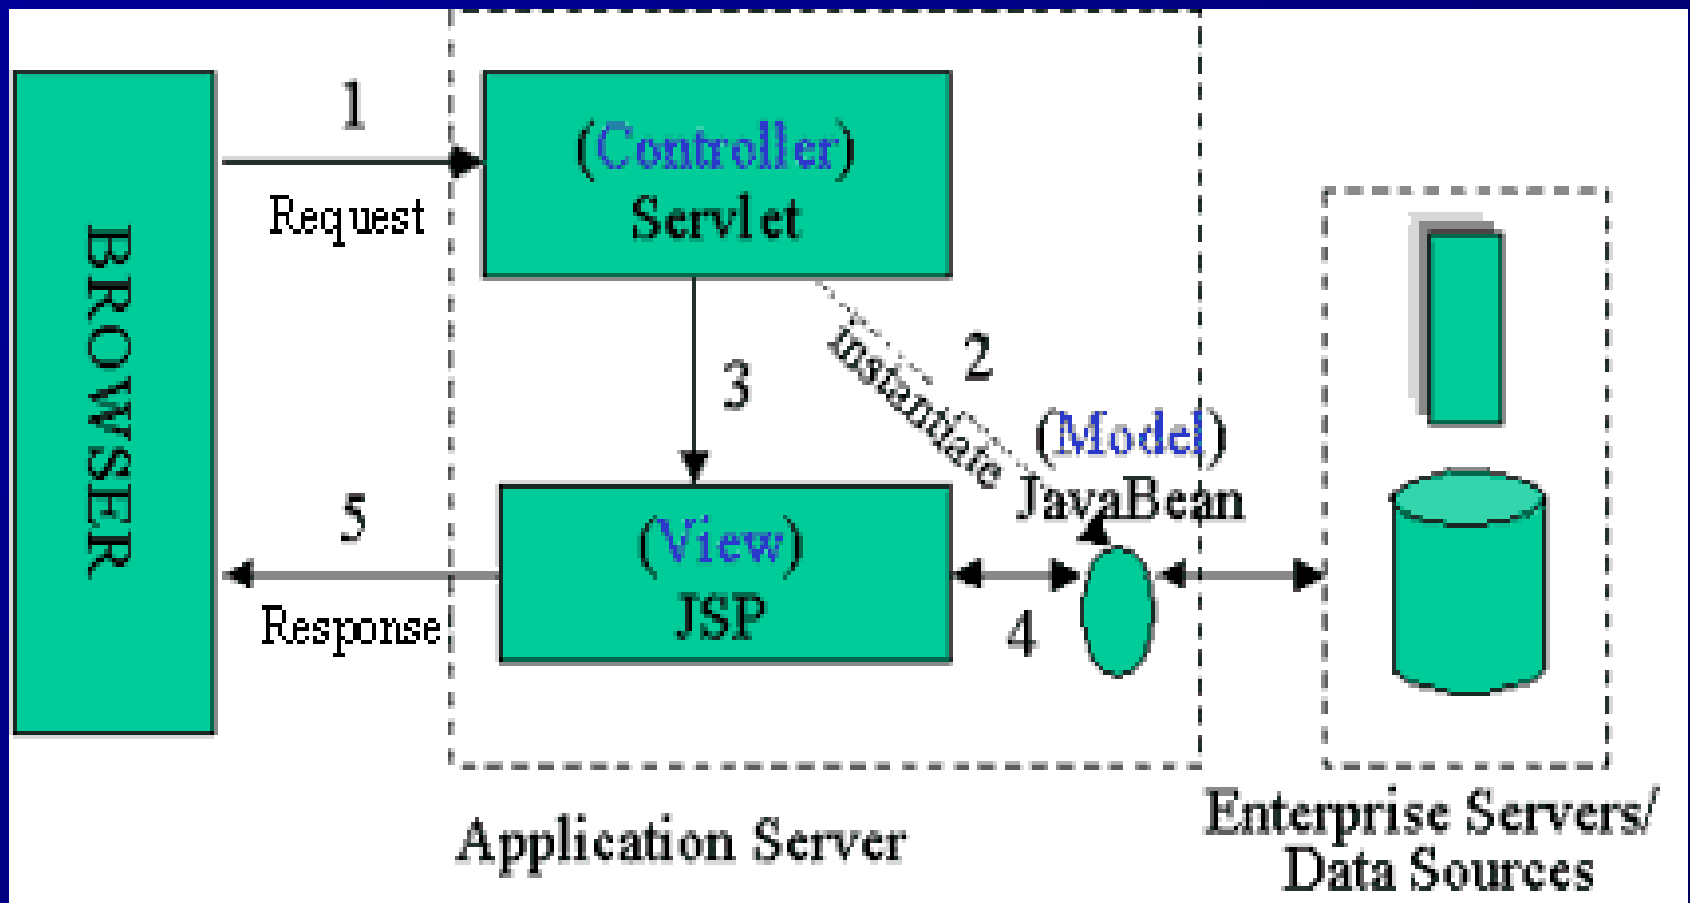 BROWSER
1
Request
(Controller)
Servlet
2
instantiate
3
(Model)
JavaBean
4
(View)
JSP
5
Response
Application Server
Enterprise Servers/
Data Sources